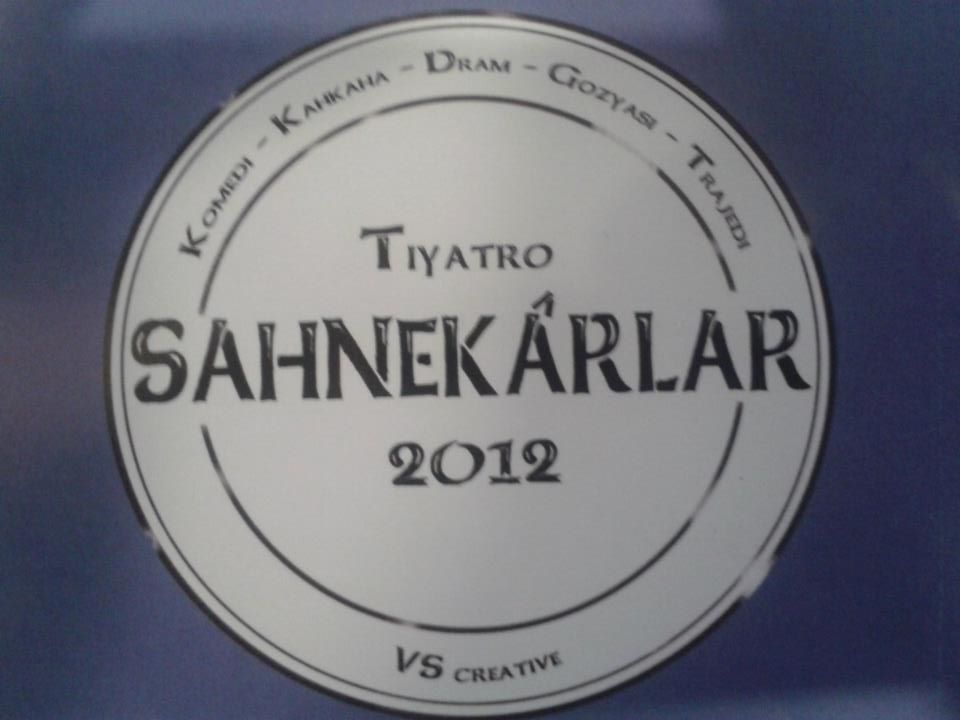 KOMEDI - KAHKAHA - DRAM - GOZYASI - TRAJEDI
TIYATRO
SAHNEKÂRLAR
2012
VS CREATIVE